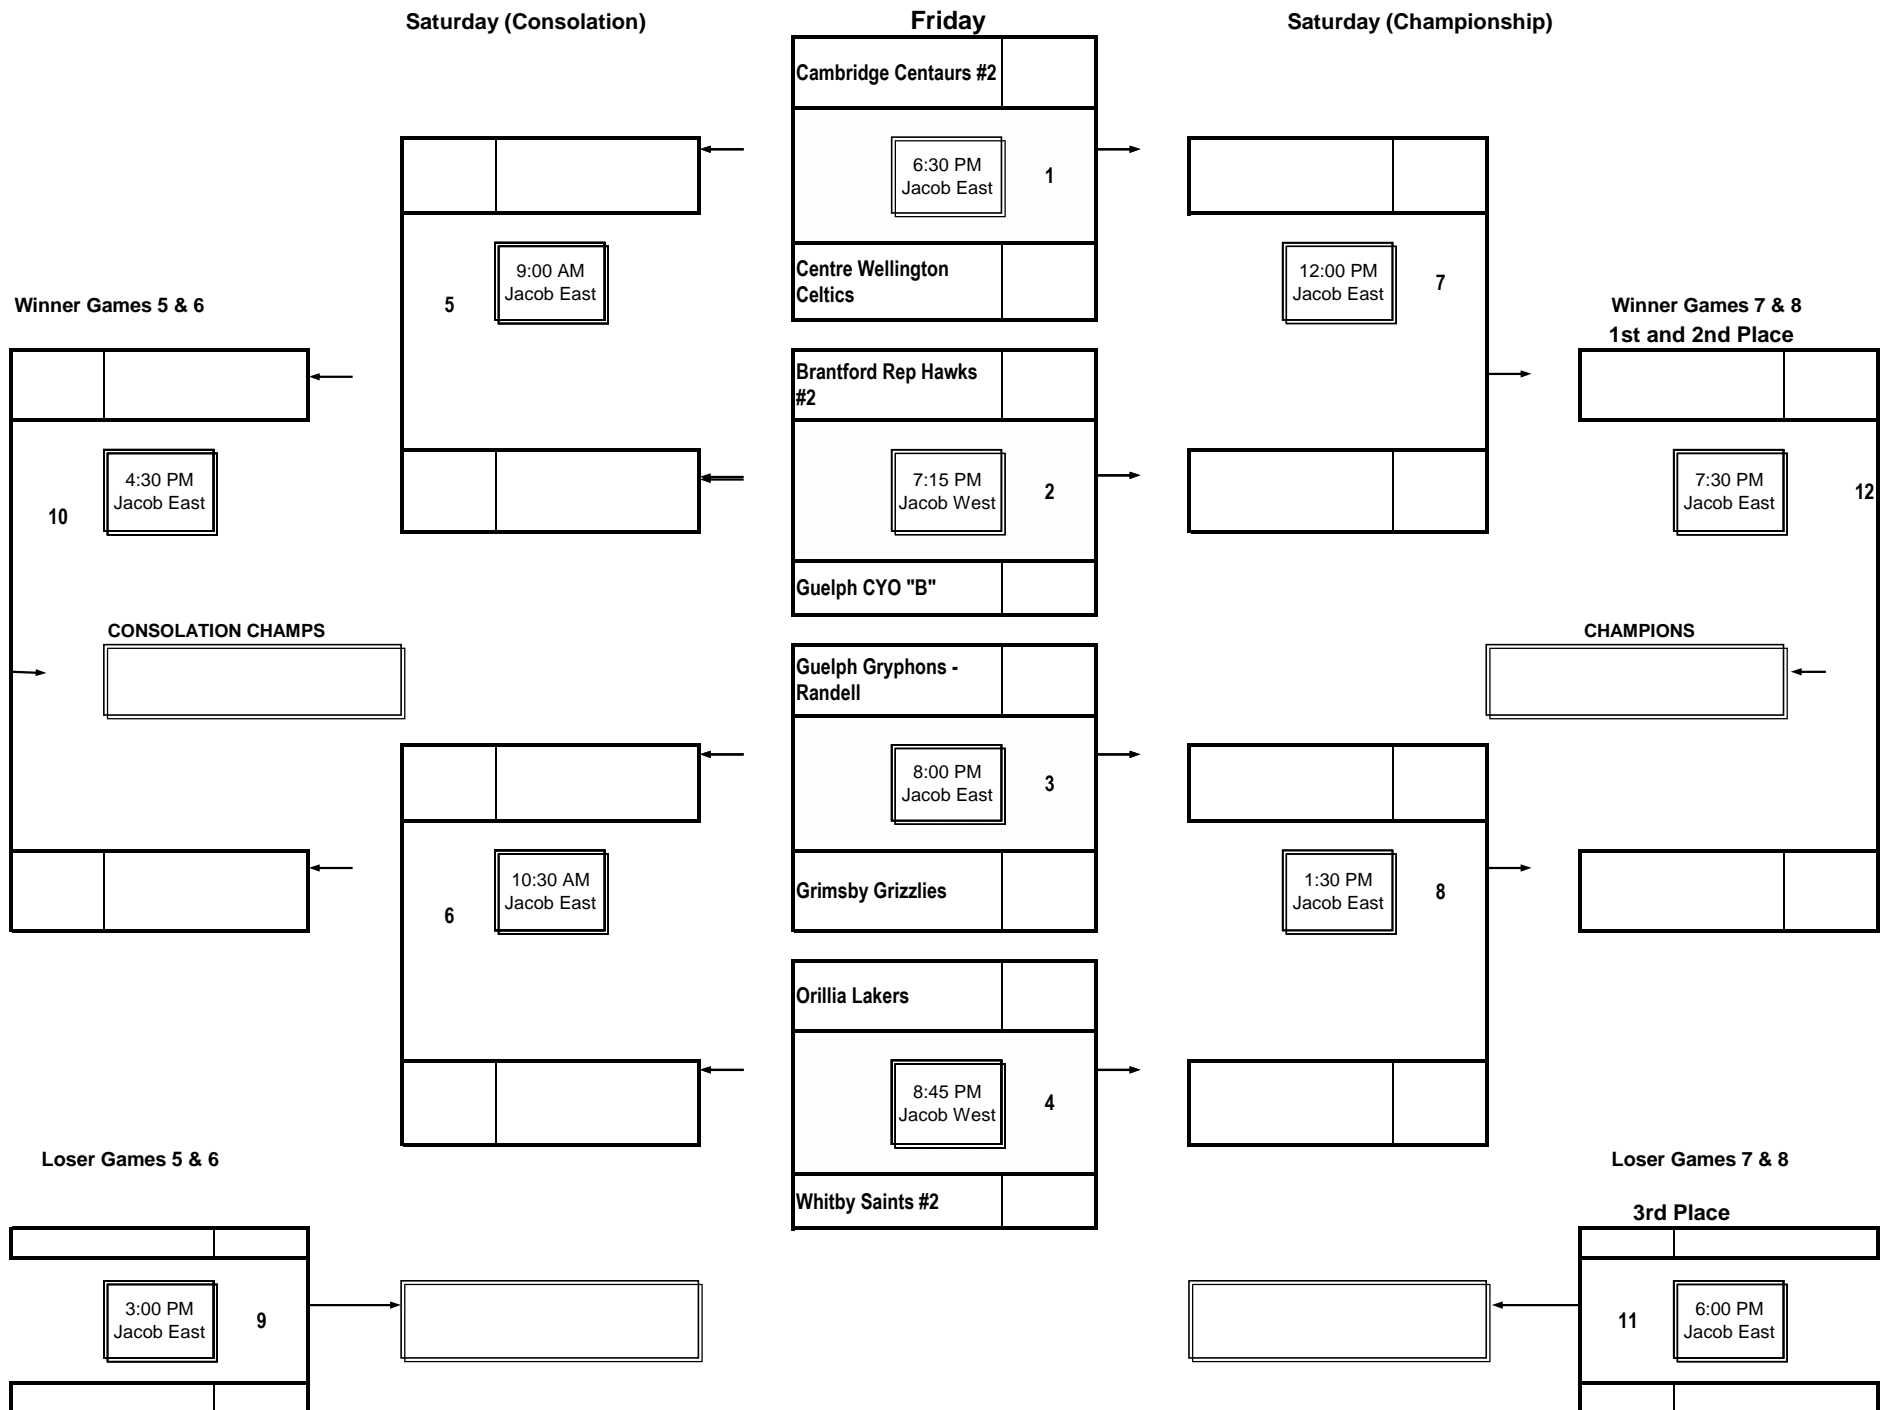 Saturday (Consolation)
Friday
Saturday (Championship)
Cambridge Centaurs #2
6:30 PM
Jacob East
1
Centre Wellington
Celtics
9:00 AM
Jacob East
5
12:00 PM
Jacob East
7
Winner Games 5 & 6
Winner Games 7 & 8
1st and 2nd Place
Brantford Rep Hawks
#2
7:15 PM
Jacob West
2
Guelph CYO "B"
4:30 PM
Jacob East
10
7:30 PM
Jacob East
12
CONSOLATION CHAMPS
CHAMPIONS
Guelph Gryphons -
Randell
8:00 PM
Jacob East
3
Grimsby Grizzlies
10:30 AM
Jacob East
6
1:30 PM
Jacob East
8
Orillia Lakers
8:45 PM
Jacob West
4
Whitby Saints #2
Loser Games 5 & 6
Loser Games 7 & 8
3rd Place
3:00 PM
Jacob East
9
11
6:00 PM
Jacob East